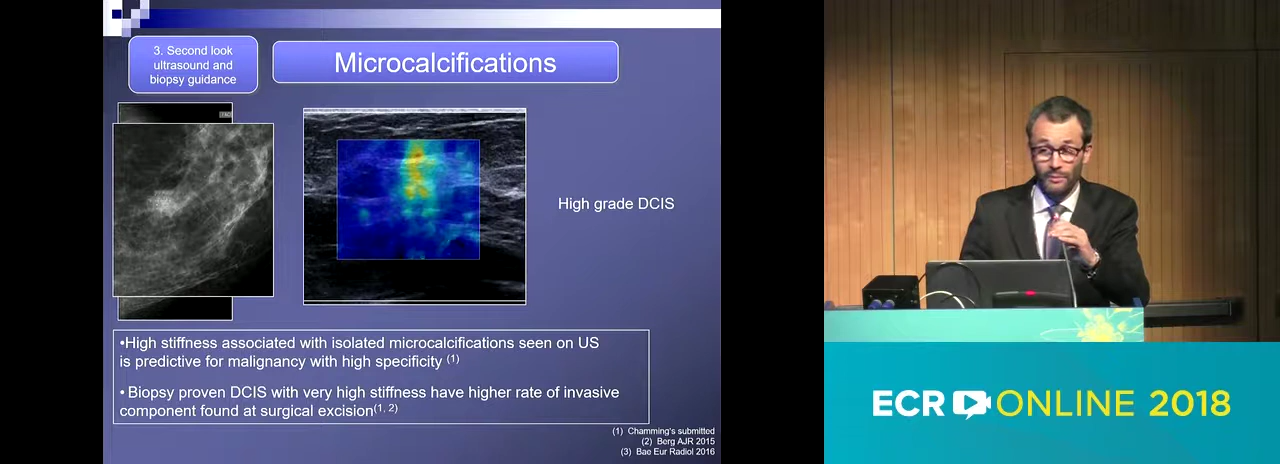 3. Second look
ultrasound and
biopsy guidance
Microcalcifications
High grade DCIS
•High stiffness associated with isolated microcalcifications seen on US
is predictive for malignancy with high specificity (1)
• Biopsy proven DCIS with very high stiffness have higher rate of invasive
component found at surgical excision(1, 2)
(1) Chamming's submitted
(2) Berg AJR 2015
(3) Bae Eur Radiol 2016
ECR ONLINE 2018